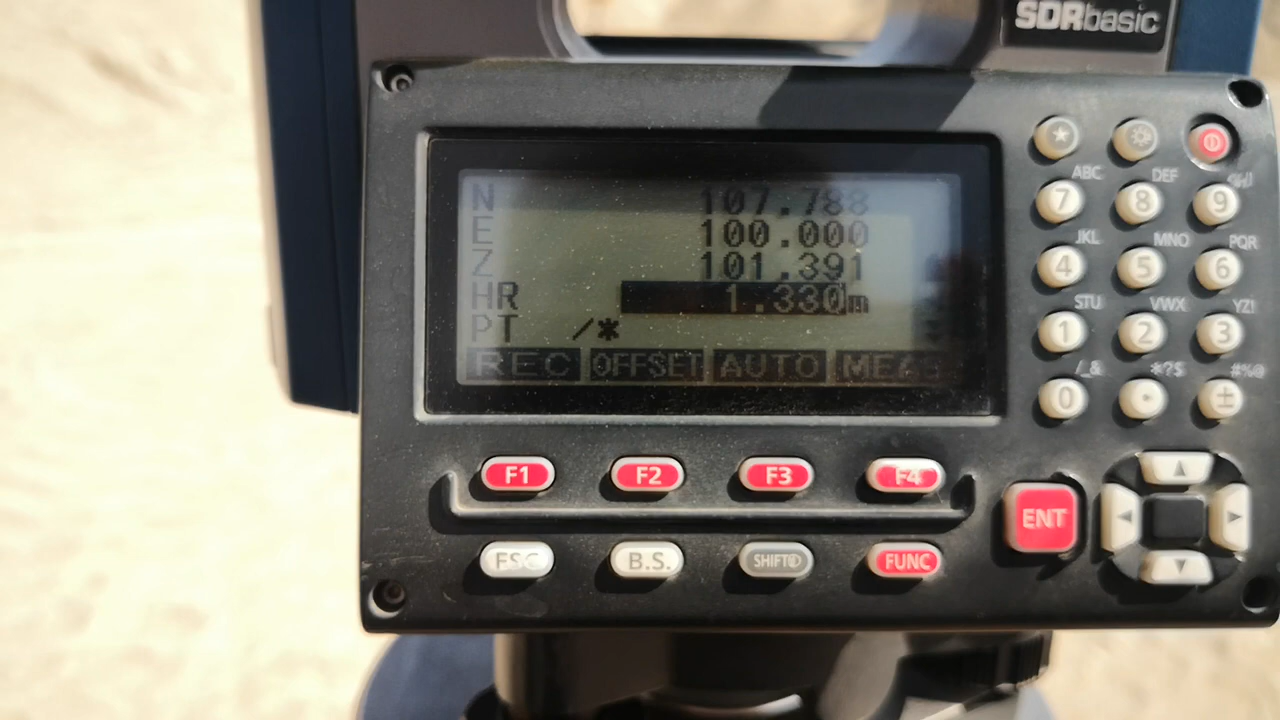 SDRbasic
N 107.788
E 100.000
Z 101.391
HR 1.330m
PT /*
REC OFFSET AUTO MEAS
ABC DEF
7 8 9
JKL MNO PQR
4 5 6
STU VWX YZ!
1 2 3
/_& *?$ #%@
0 . ±
F1 F2 F3 F4
ENT
ESC B.S. SHIFT FUNC